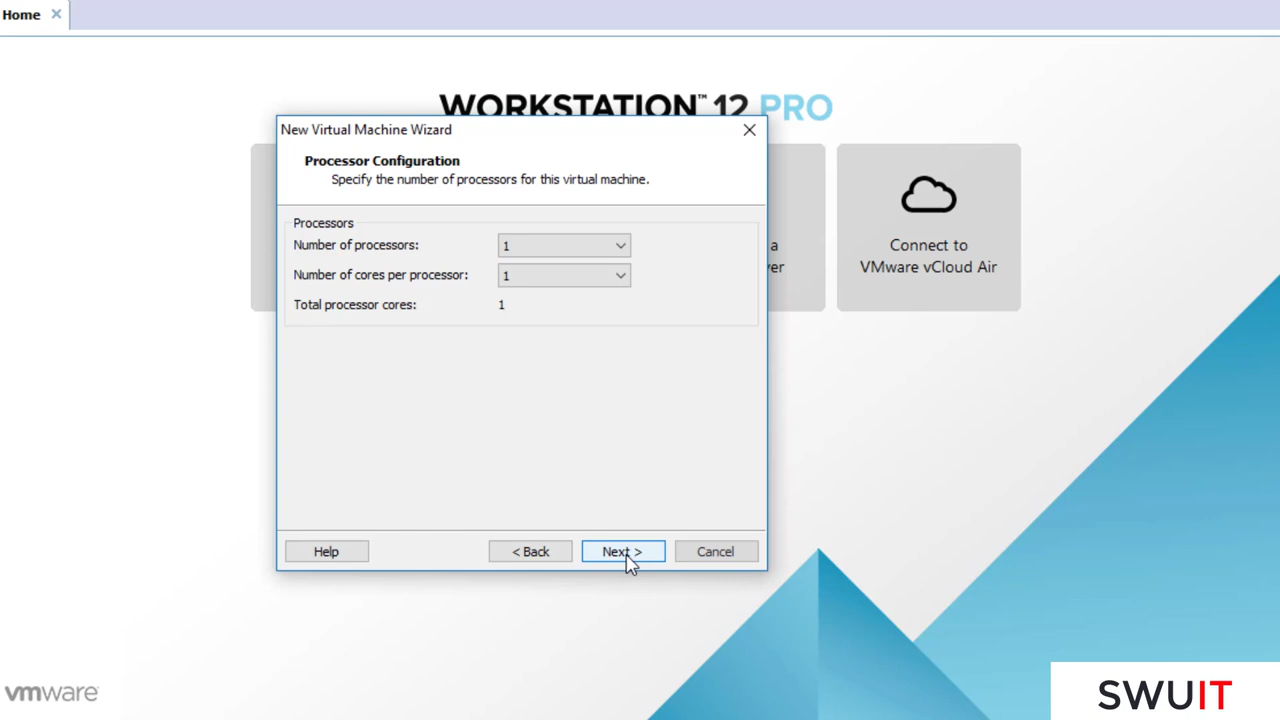 Home
WORKSTATION™ 12 PRO
New Virtual Machine Wizard
Processor Configuration
Specify the number of processors for this virtual machine.
Processors
Number of processors:
1
Number of cores per processor:
1
Total processor cores:
1
a
Connect to
VMware vCloud Air
Help
< Back
Next >
Cancel
vmware
SWUIT